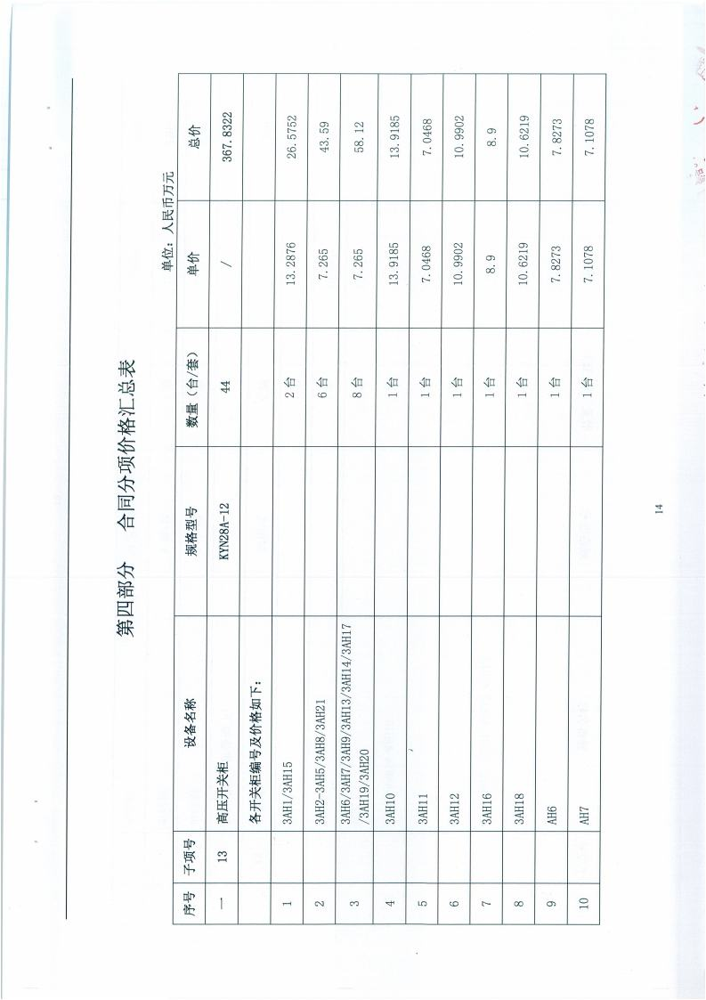 第四部分 合同分项价格汇总表
单位：人民币万元
序号 子项号 设备名称 规格型号 数量（台/套） 单价 总价
一 13 高压开关柜 KYN28A-12 44 / 367.8322
各开关柜编号及价格如下：
1 3AH1/3AH15 2台 13.2876 26.5752
2 3AH2-3AH5/3AH8/3AH21 6台 7.265 43.59
3 3AH6/3AH7/3AH9/3AH13/3AH14/3AH17
/3AH19/3AH20 8台 7.265 58.12
4 3AH10 1台 13.9185 13.9185
5 3AH11 1台 7.0468 7.0468
6 3AH12 1台 10.9902 10.9902
7 3AH16 1台 8.9 8.9
8 3AH18 1台 10.6219 10.6219
9 AH6 1台 7.8273 7.8273
10 AH7 1台 7.1078 7.1078
14